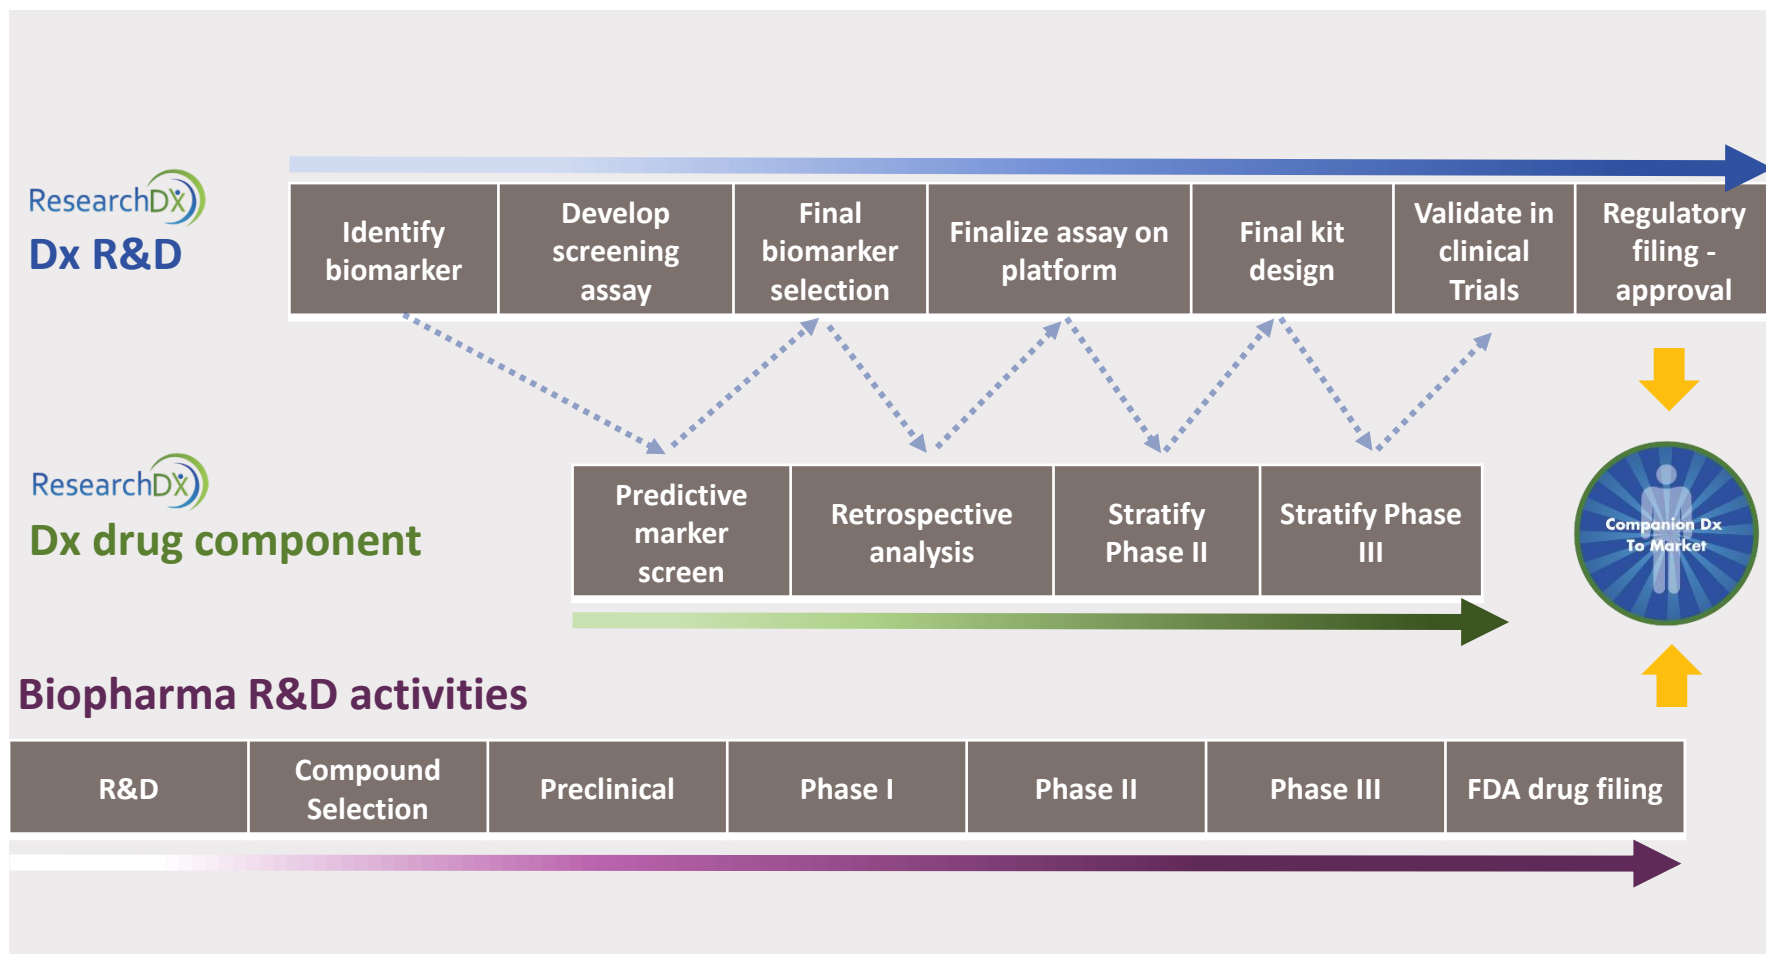 ResearchDX
Dx R&D
Identify
biomarker
Develop
screening
assay
Final
biomarker
selection
Finalize assay on
platform
Final kit
design
Validate in
clinical
Trials
Regulatory
filing -
approval
ResearchDX
Dx drug component
Predictive
marker
screen
Retrospective
analysis
Stratify
Phase II
Stratify Phase
III
Companion Dx
To Market
Biopharma R&D activities
R&D
Compound
Selection
Preclinical
Phase I
Phase II
Phase III
FDA drug filing